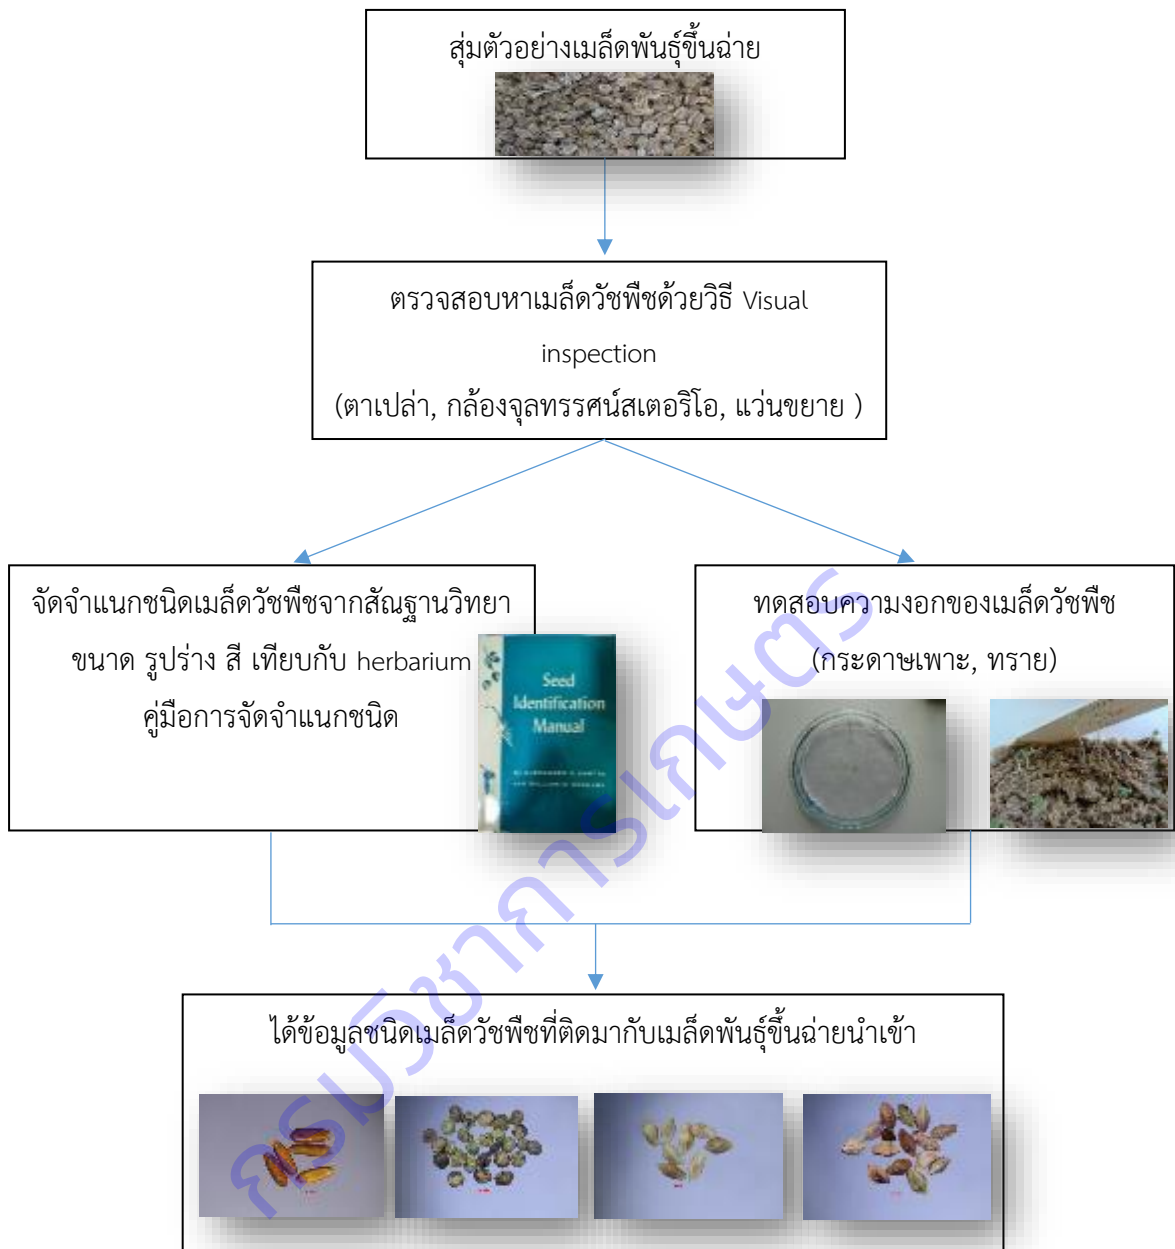 สุ่มตัวอย่างเมล็ดพันธุ์ขึ้นฉ่าย
ตรวจสอบหาเมล็ดวัชพืชด้วยวิธี Visual
inspection
(ตาเปล่า, กล้องจุลทรรศน์สเตอริโอ, แว่นขยาย )
จัดจำแนกชนิดเมล็ดวัชพืชจากสัณฐานวิทยา
ขนาด รูปร่าง สี เทียบกับ herbarium
คู่มือการจัดจำแนกชนิด
Seed
Identification
Manual
ทดสอบความงอกของเมล็ดวัชพืช
(กระดาษเพาะ, ทราย)
ได้ข้อมูลชนิดเมล็ดวัชพืชที่ติดมากับเมล็ดพันธุ์ขึ้นฉ่ายนำเข้า
กรมวิชาการเกษตร